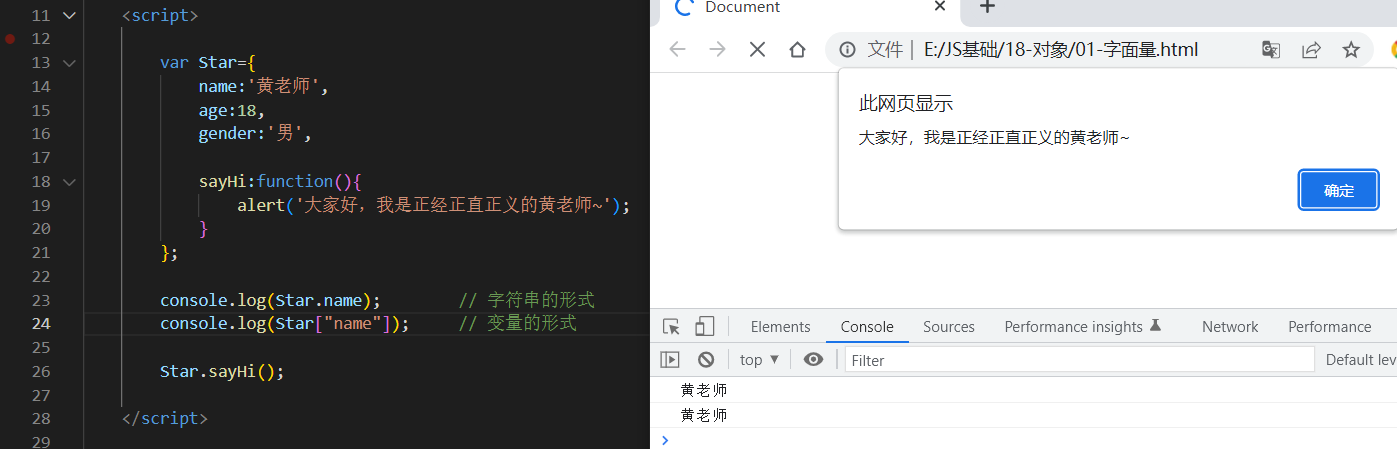 11 <script>
12
13 var Star={
14 name:'黄老师',
15 age:18,
16 gender:'男',
17
18 sayHi:function(){
19 alert('大家好，我是正经正直正义的黄老师~');
20 }
21 };
22
23 console.log(Star.name); // 字符串的形式
24 console.log(Star["name"]); // 变量的形式
25
26 Star.sayHi();
27
28 </script>
29
Document
文件 | E:/JS基础/18-对象/01-字面量.html
此网页显示
大家好，我是正经正直正义的黄老师~
确定
Elements Console Sources Performance insights Network Performance
top ▼ Filter Default lev
黄老师
黄老师